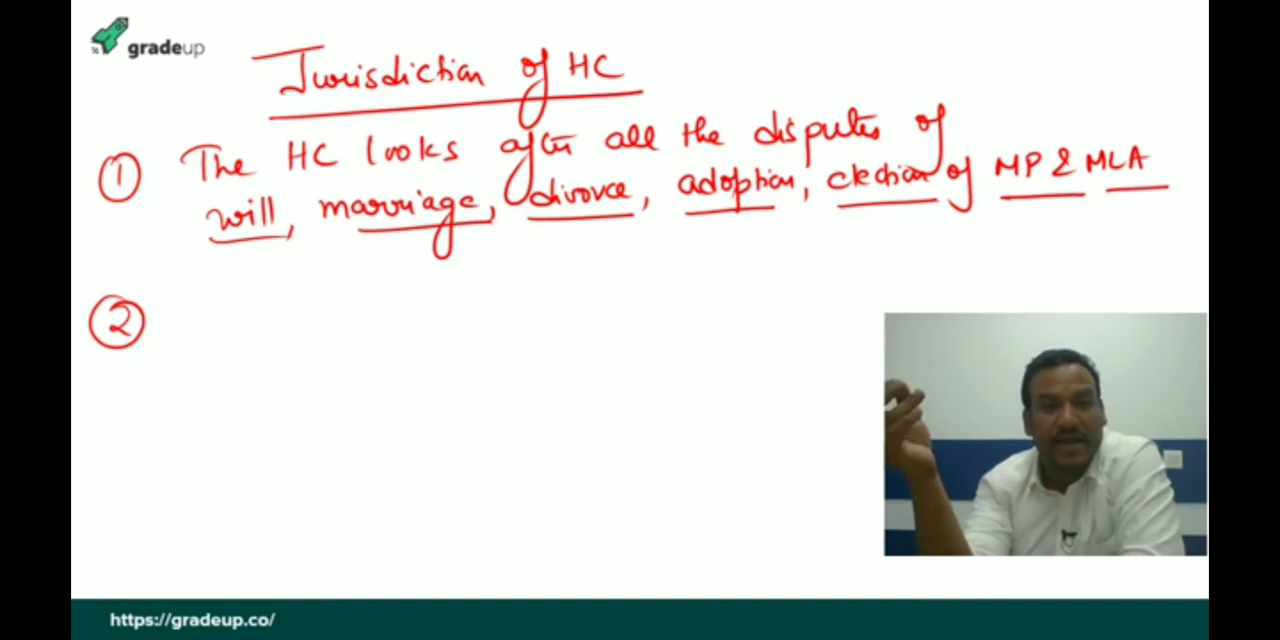 gradeup
Jurisdiction of HC
① The HC looks after all the disputes of
will, marriage, divorce, adoption, election of MP & MLA
②
https://gradeup.co/